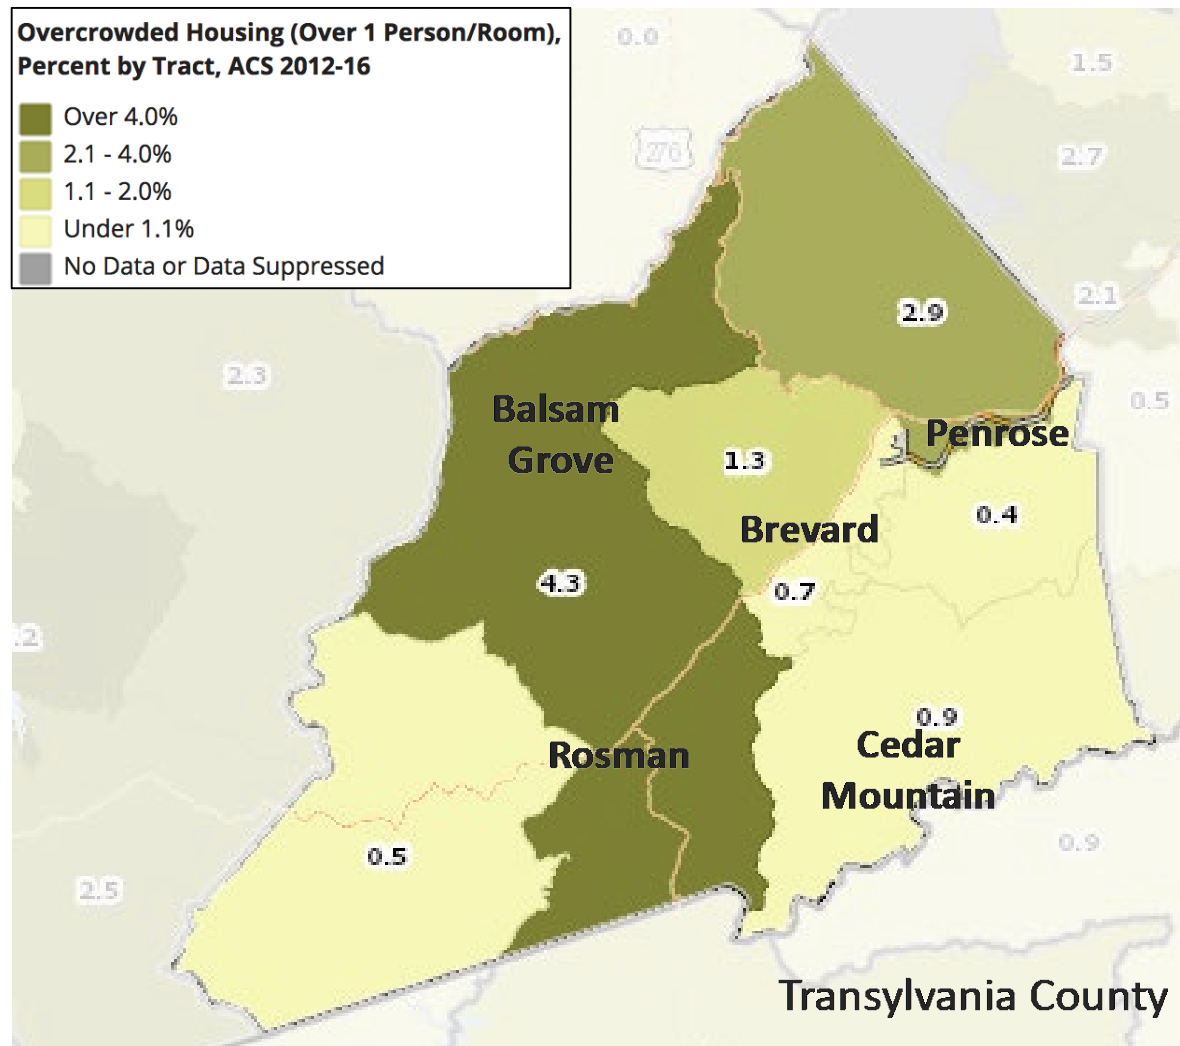 Overcrowded Housing (Over 1 Person/Room),
Percent by Tract, ACS 2012-16
Over 4.0%
2.1 - 4.0%
1.1 - 2.0%
Under 1.1%
No Data or Data Suppressed
0.0
1.5
276
2.7
2.1
2.9
2.3
0.5
Balsam
Grove
Penrose
1.3
0.4
Brevard
4.3
0.7
.2
0.9
Cedar
Rosman
Mountain
0.5
0.9
2.5
Transylvania County